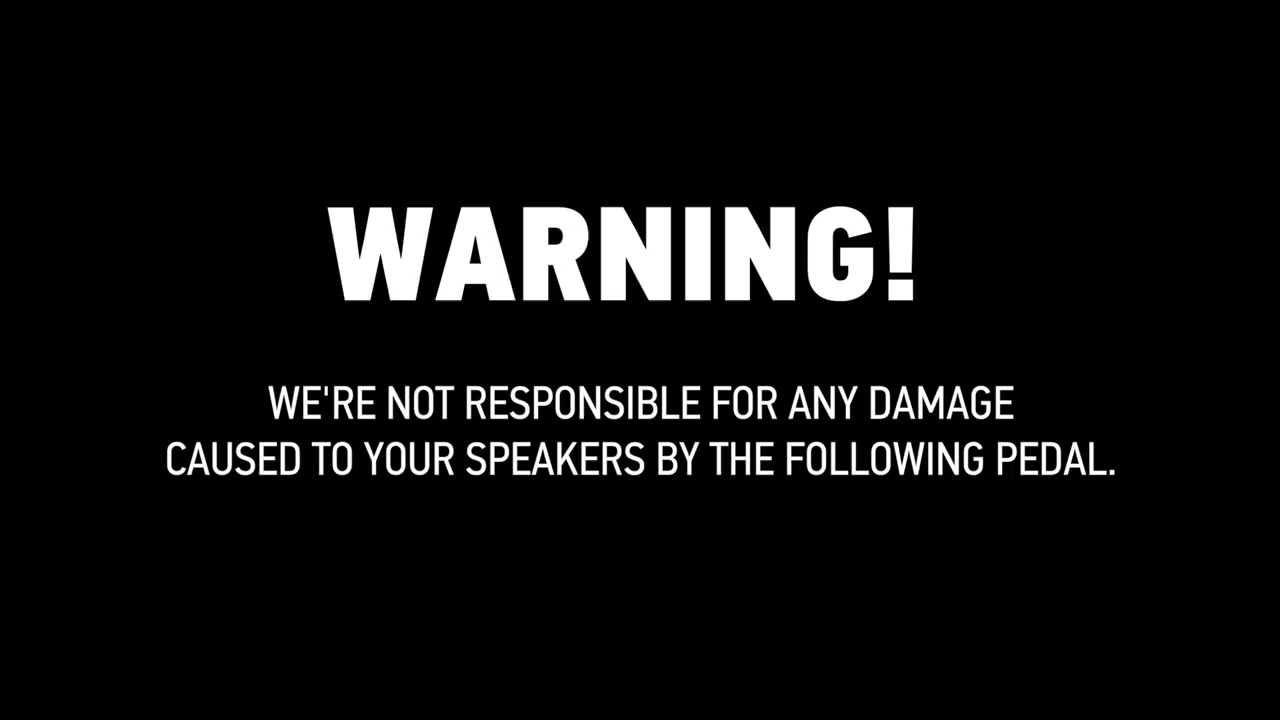 WARNING!
WE'RE NOT RESPONSIBLE FOR ANY DAMAGE
CAUSED TO YOUR SPEAKERS BY THE FOLLOWING PEDAL.